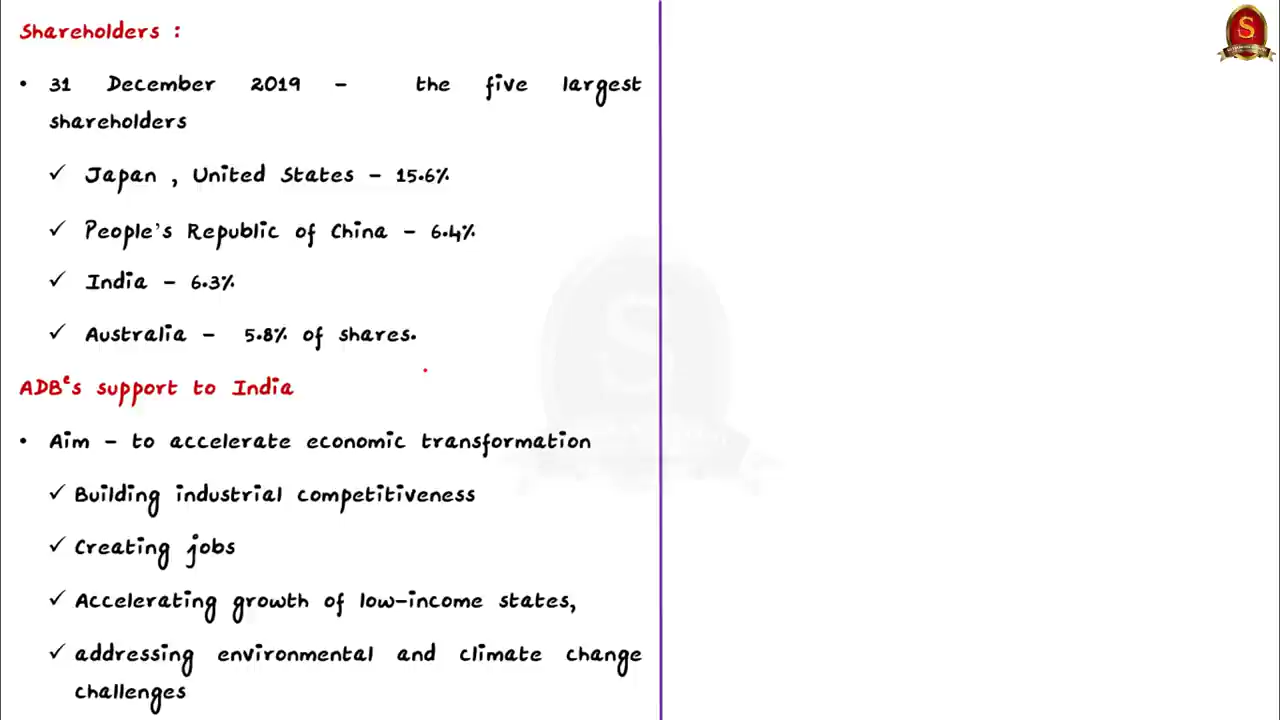 Shareholders :
• 31 December 2019 - the five largest
shareholders
✓ Japan , United States - 15.6%
✓ People's Republic of China - 6.4%
✓ India - 6.3%
✓ Australia - 5.8% of shares.
ADBᵉs support to India
• Aim - to accelerate economic transformation
✓ Building industrial competitiveness
✓ Creating jobs
✓ Accelerating growth of low-income states,
✓ addressing environmental and climate change
challenges
S